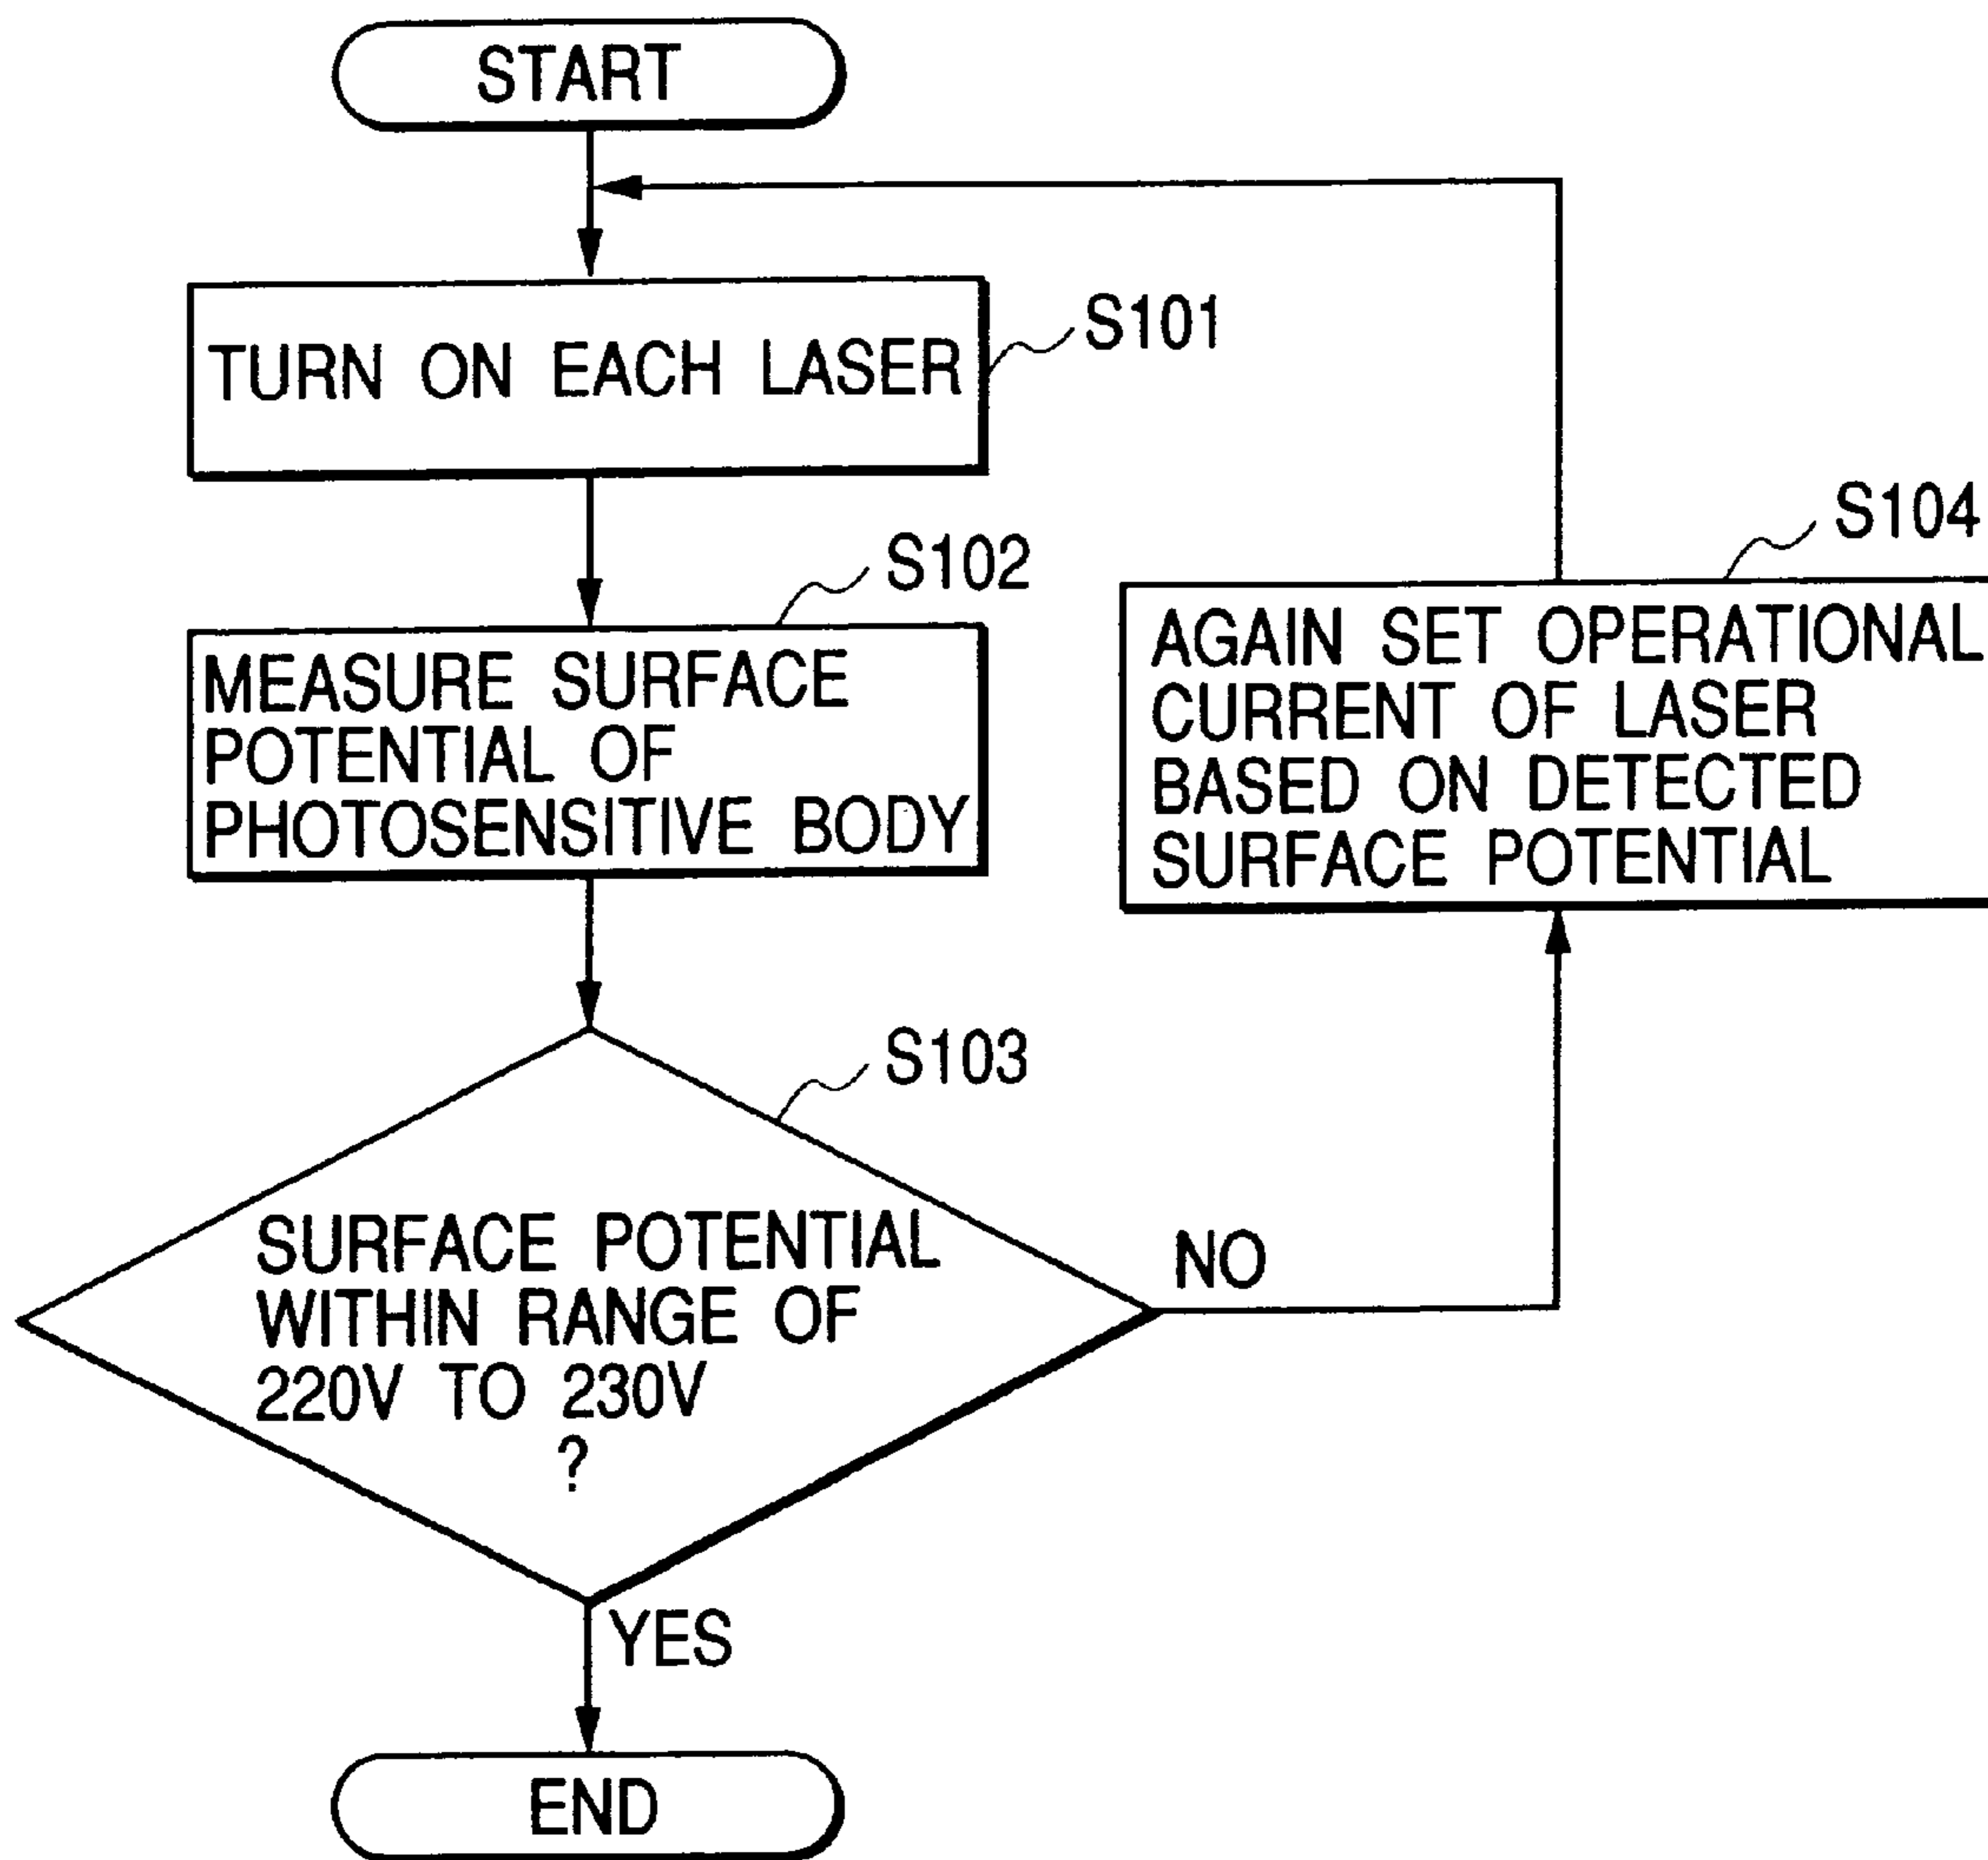 START
TURN ON EACH LASER
S101
S102
MEASURE SURFACE
POTENTIAL OF
PHOTOSENSITIVE BODY
S104
AGAIN SET OPERATIONAL
CURRENT OF LASER
BASED ON DETECTED
SURFACE POTENTIAL
S103
SURFACE POTENTIAL
WITHIN RANGE OF
220V TO 230V
?
NO
YES
END